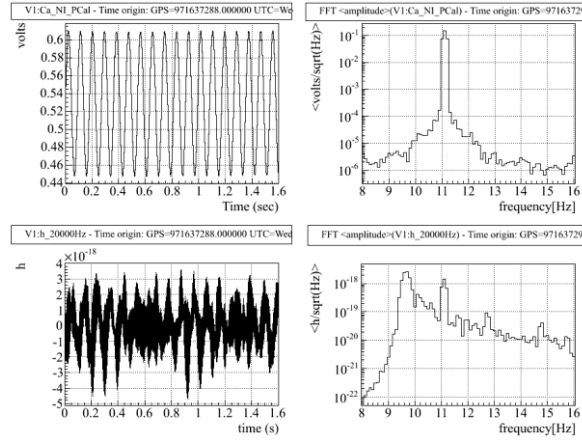 V1:Ca_NI_PCal - Time origin: GPS=971637288.000000 UTC=Wed
volts
0.6
0.58
0.56
0.54
0.52
0.5
0.48
0.46
0.44
0 0.2 0.4 0.6 0.8 1 1.2 1.4 1.6
Time (sec)
FFT <amplitude>(V1:Ca_NI_PCal) - Time origin: GPS=97163729
<volts/sqrt(Hz)>
10⁻¹
10⁻²
10⁻³
10⁻⁴
10⁻⁵
10⁻⁶
8 9 10 11 12 13 14 15 16
frequency[Hz]
V1:h_20000Hz - Time origin: GPS=971637288.000000 UTC=Wed
h
×10⁻¹⁸
4
3
2
1
0
-1
-2
-3
-4
-5
0 0.2 0.4 0.6 0.8 1 1.2 1.4 1.6
time (s)
FFT <amplitude>(V1:h_20000Hz) - Time origin: GPS=97163729
<h/sqrt(Hz)>
10⁻¹⁸
10⁻¹⁹
10⁻²⁰
10⁻²¹
10⁻²²
8 9 10 11 12 13 14 15 16
frequency[Hz]